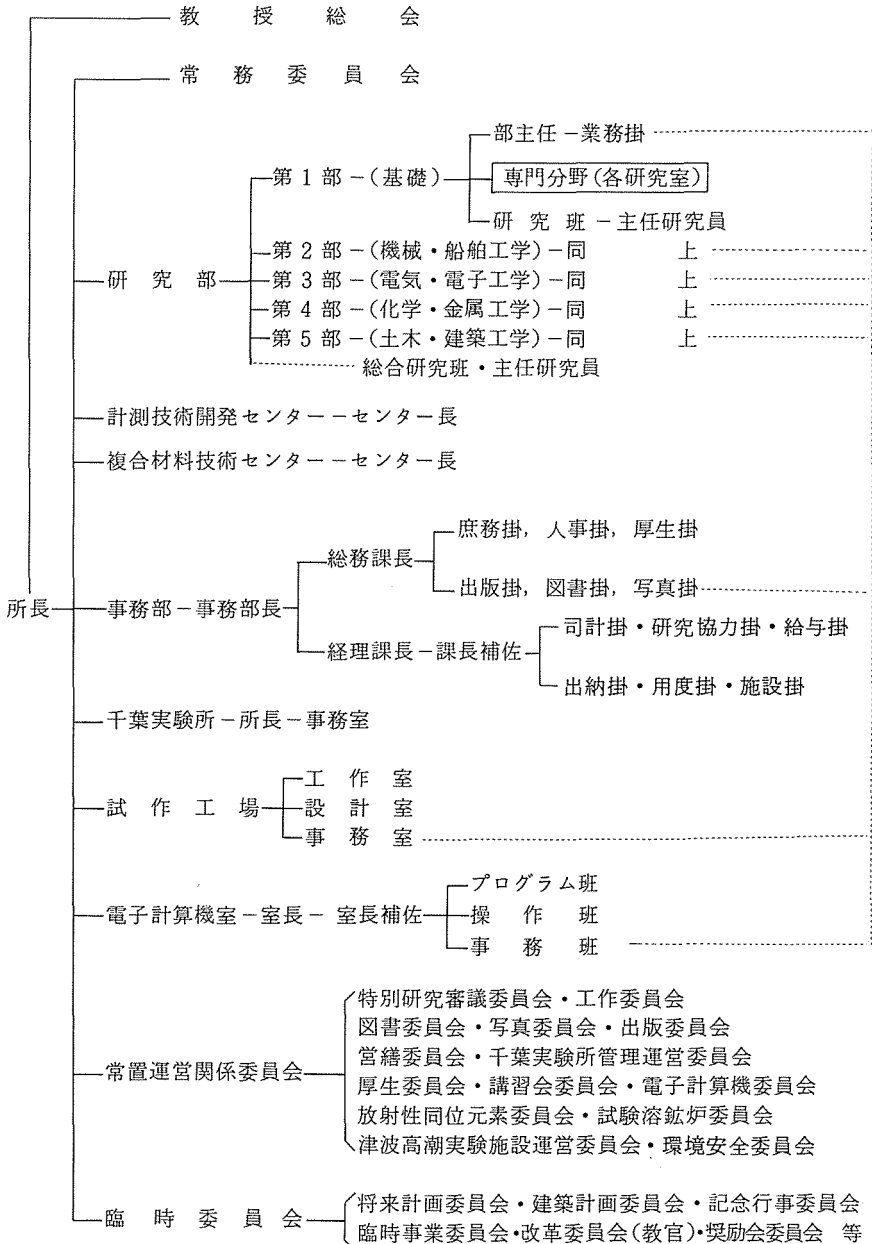 教授総会
常務委員会
部主任－業務掛
第1部－(基礎)
専門分野(各研究室)
研究班－主任研究員
第2部－(機械・船舶工学)－同上
研究部
第3部－(電気・電子工学)－同上
第4部－(化学・金属工学)－同上
第5部－(土木・建築工学)－同上
総合研究班・主任研究員
計測技術開発センター－センター長
複合材料技術センター－センター長
庶務掛，人事掛，厚生掛
総務課長
出版掛，図書掛，写真掛
所長
事務部－事務部長
司計掛・研究協力掛・給与掛
経理課長－課長補佐
出納掛・用度掛・施設掛
千葉実験所－所長－事務室
工作室
試作工場
設計室
事務室
プログラム班
電子計算機室－室長－室長補佐
操作班
事務班
特別研究審議委員会・工作委員会
図書委員会・写真委員会・出版委員会
営繕委員会・千葉実験所管理運営委員会
常置運営関係委員会
厚生委員会・講習会委員会・電子計算機委員会
放射性同位元素委員会・試験溶鉱炉委員会
津波高潮実験施設運営委員会・環境安全委員会
将来計画委員会・建築計画委員会・記念行事委員会
臨時委員会
臨時事業委員会・改革委員会(教官)・奨励会委員会 等